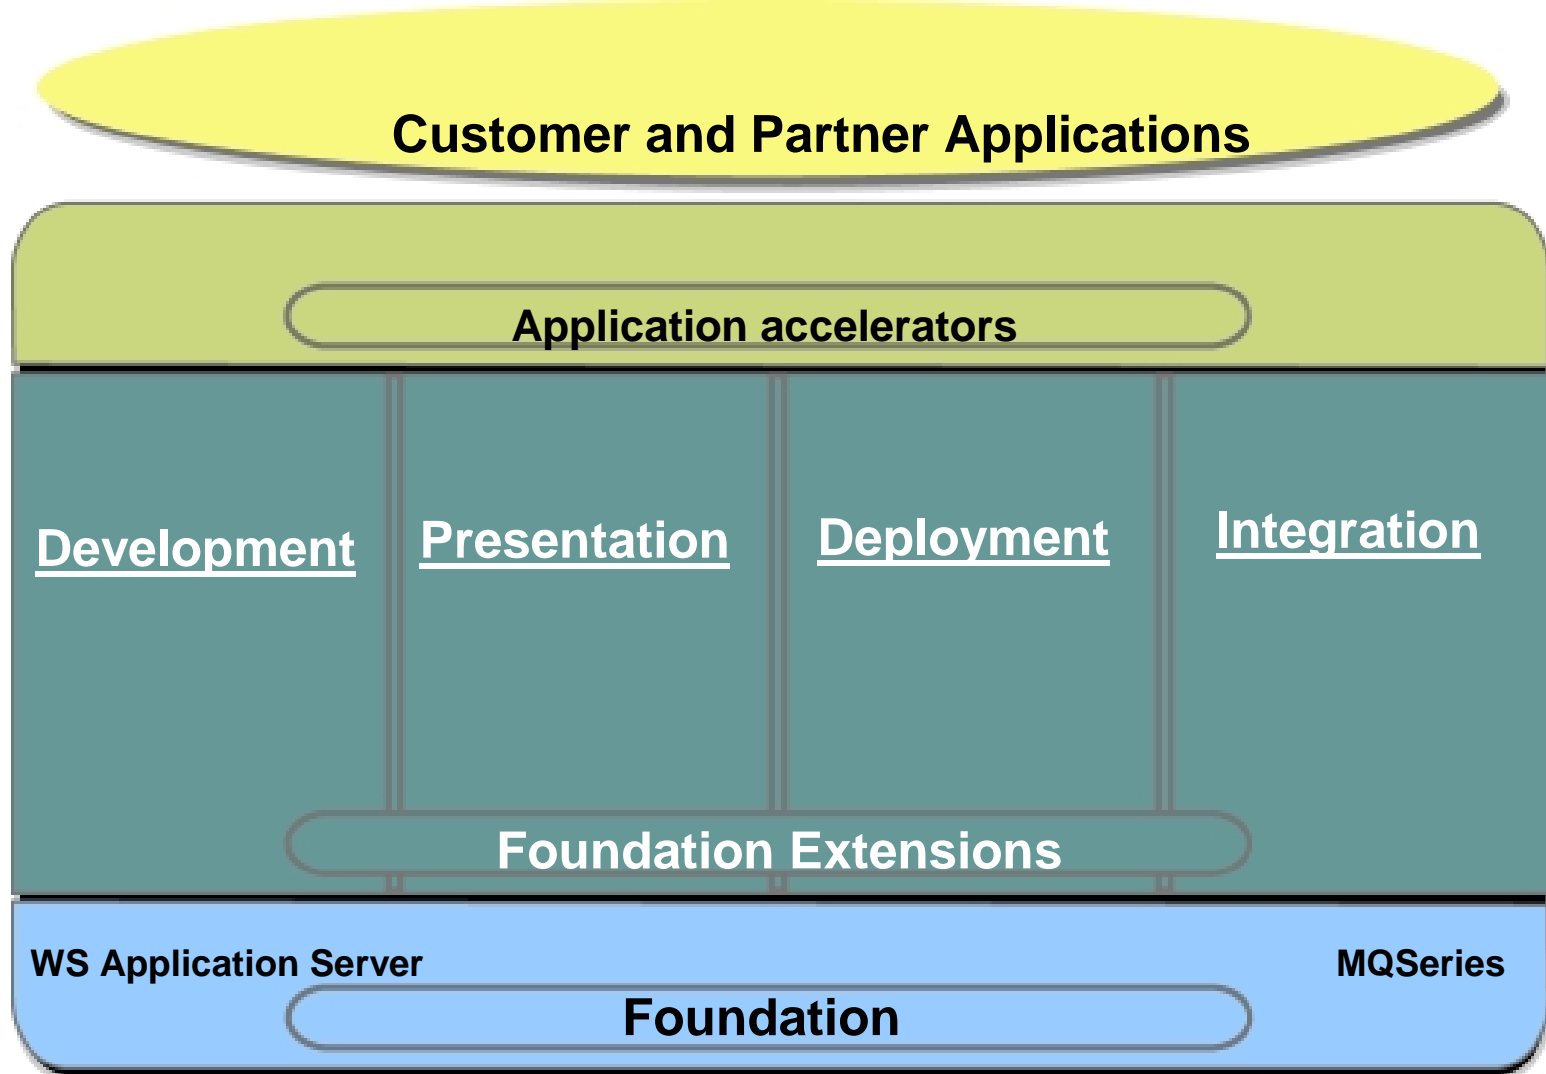 Customer and Partner Applications
Application accelerators
Development
Presentation
Deployment
Integration
Foundation Extensions
WS Application Server
MQSeries
Foundation